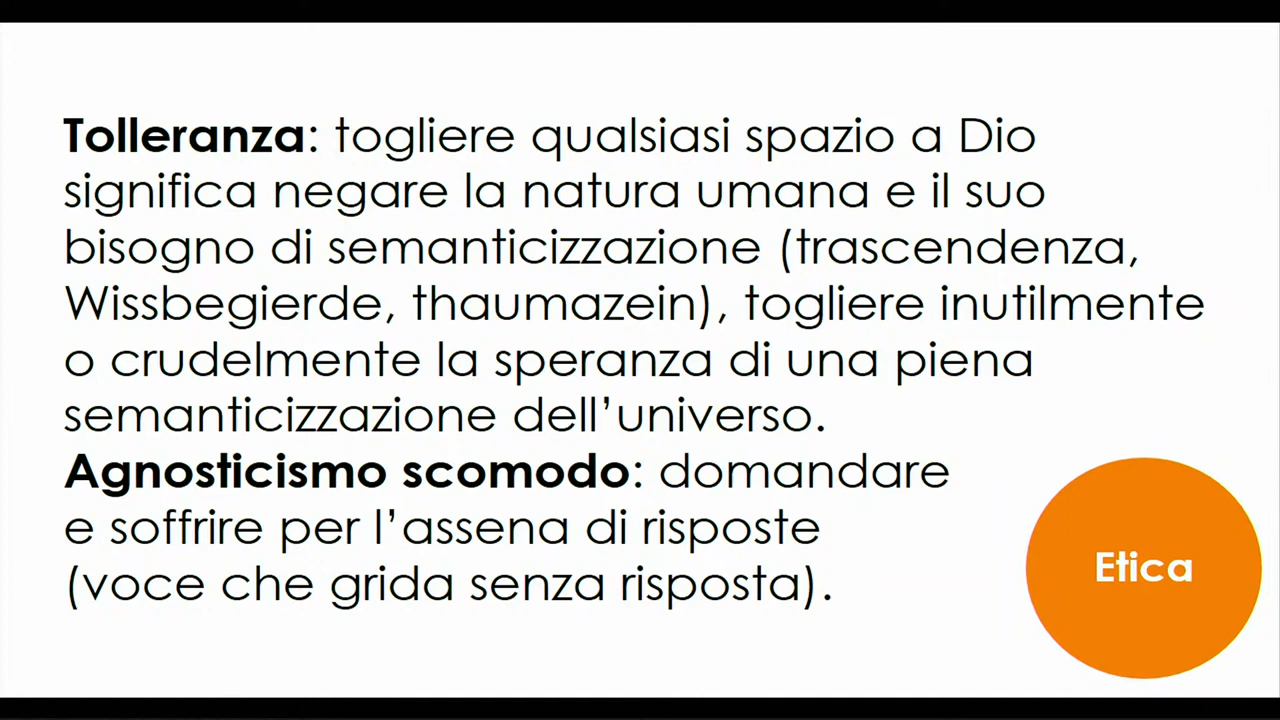 Tolleranza: togliere qualsiasi spazio a Dio
significa negare la natura umana e il suo
bisogno di semanticizzazione (trascendenza,
Wissbegierde, thaumazein), togliere inutilmente
o crudelmente la speranza di una piena
semanticizzazione dell’universo.
Agnosticismo scomodo: domandare
e soffrire per l’assena di risposte
(voce che grida senza risposta).
Etica